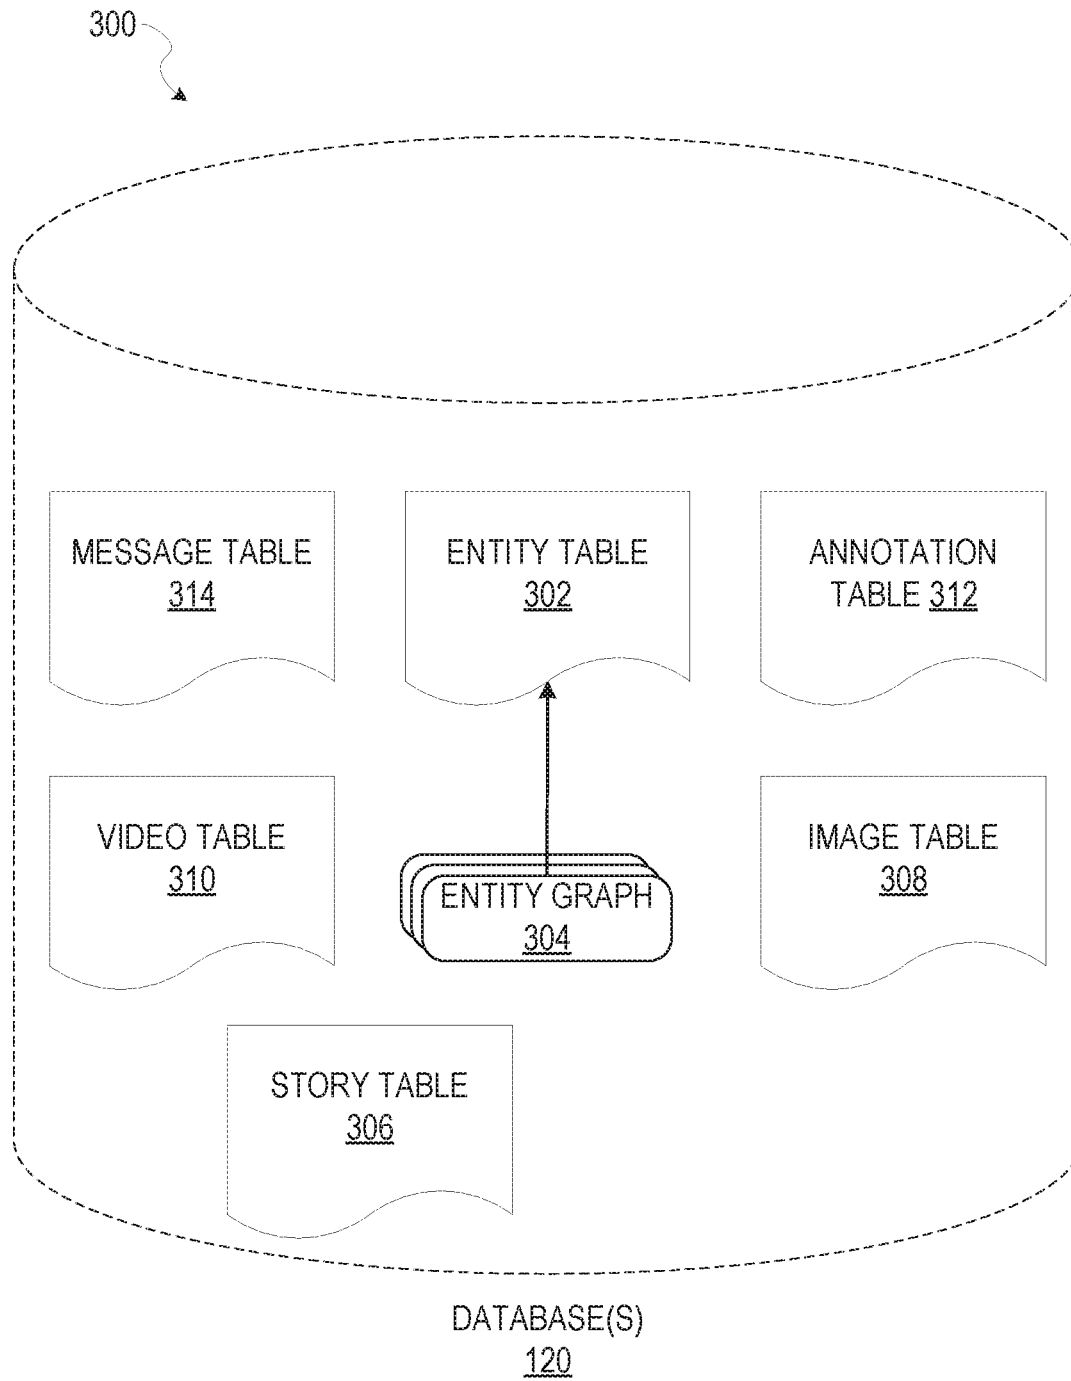 300
MESSAGE TABLE
314
ENTITY TABLE
302
ANNOTATION
TABLE 312
VIDEO TABLE
310
ENTITY GRAPH
304
IMAGE TABLE
308
STORY TABLE
306
DATABASE(S)
120